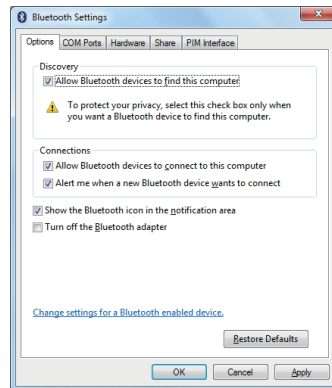 Bluetooth Settings
Options COM Ports Hardware Share PIM Interface
Discovery
Allow Bluetooth devices to find this computer
To protect your privacy, select this check box only when
you want a Bluetooth device to find this computer.
Connections
Allow Bluetooth devices to connect to this computer
Alert me when a new Bluetooth device wants to connect
Show the Bluetooth icon in the notification area
Turn off the Bluetooth adapter
Change settings for a Bluetooth enabled device.
Restore Defaults
OK Cancel Apply